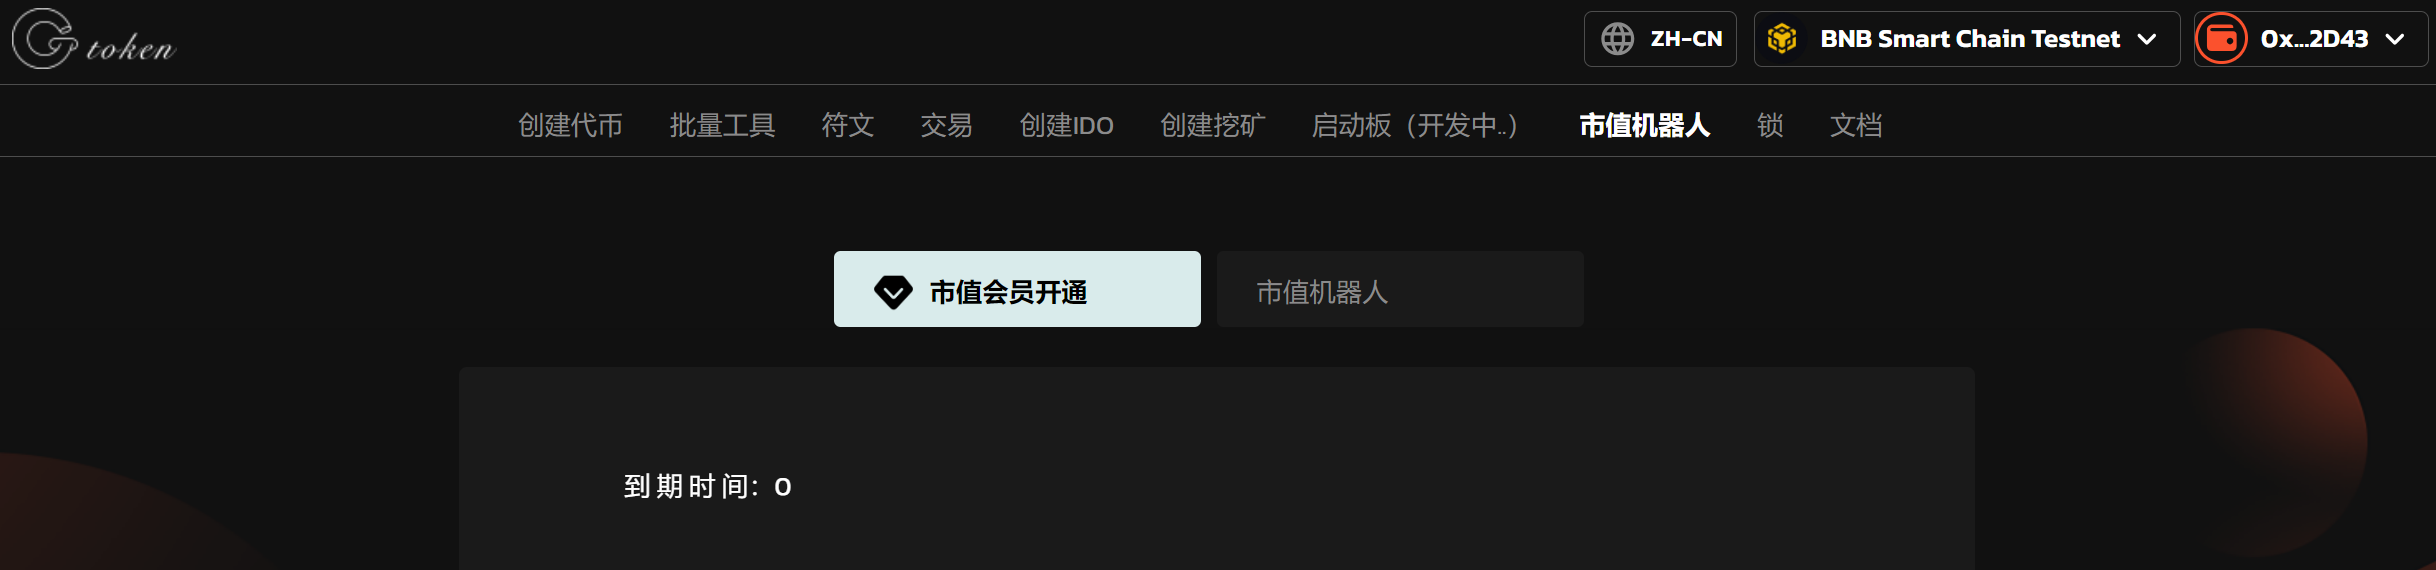 token
ZH-CN
BNB Smart Chain Testnet
0x...2D43
创建代币 批量工具 符文 交易 创建IDO 创建挖矿 启动板（开发中..） 市值机器人 锁 文档
市值会员开通 市值机器人
到期时间：0